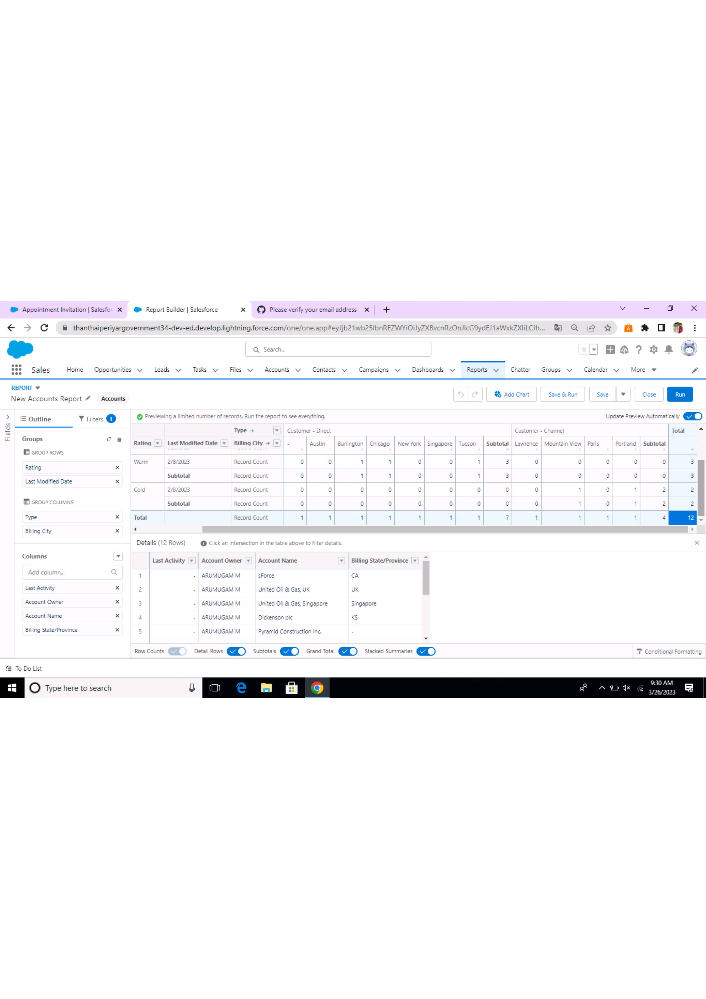 Appointment Invitation | Salesfor
Report Builder | Salesforce
Please verify your email address
thanthaiperiyargovernment34-dev-ed.develop.lightning.force.com/one/one.app#eyJjb21wb25lbnREZWYiOiJyZXBvcnRzOnJlcG9ydEJ1aWxkZXIiLCJh...
Search...
Sales Home Opportunities Leads Tasks Files Accounts Contacts Campaigns Dashboards Reports Chatter Groups Calendar More
REPORT
New Accounts Report Accounts
Add Chart Save & Run Save Close Run
Fields
Outline Filters 1
Previewing a limited number of records. Run the report to see everything.
Update Preview Automatically
Groups
GROUP ROWS
Rating
Last Modified Date
GROUP COLUMNS
Type
Billing City
Columns
Add column...
Last Activity
Account Owner
Account Name
Billing State/Province
Type → Customer - Direct Customer - Channel Total
Rating Last Modified Date Billing City → - Austin Burlington Chicago New York Singapore Tucson Subtotal Lawrence Mountain View Paris Portland Subtotal
Warm 2/8/2023 Record Count 0 0 1 1 0 0 1 3 0 0 0 0 0 3
Subtotal Record Count 0 0 1 1 0 0 1 3 0 0 0 0 0 3
Cold 2/8/2023 Record Count 0 0 0 0 0 0 0 0 0 1 0 1 2 2
Subtotal Record Count 0 0 0 0 0 0 0 0 0 1 0 1 2 2
Total Record Count 1 1 1 1 1 1 1 7 1 1 1 1 4 12
Details (12 Rows) Click an intersection in the table above to filter details.
Last Activity Account Owner Account Name Billing State/Province
1 - ARUMUGAM M sForce CA
2 - ARUMUGAM M United Oil & Gas, UK UK
3 - ARUMUGAM M United Oil & Gas, Singapore Singapore
4 - ARUMUGAM M Dickenson plc KS
5 - ARUMUGAM M Pyramid Construction Inc. -
Row Counts Detail Rows Subtotals Grand Total Stacked Summaries Conditional Formatting
To Do List
Type here to search
9:30 AM
3/26/2023